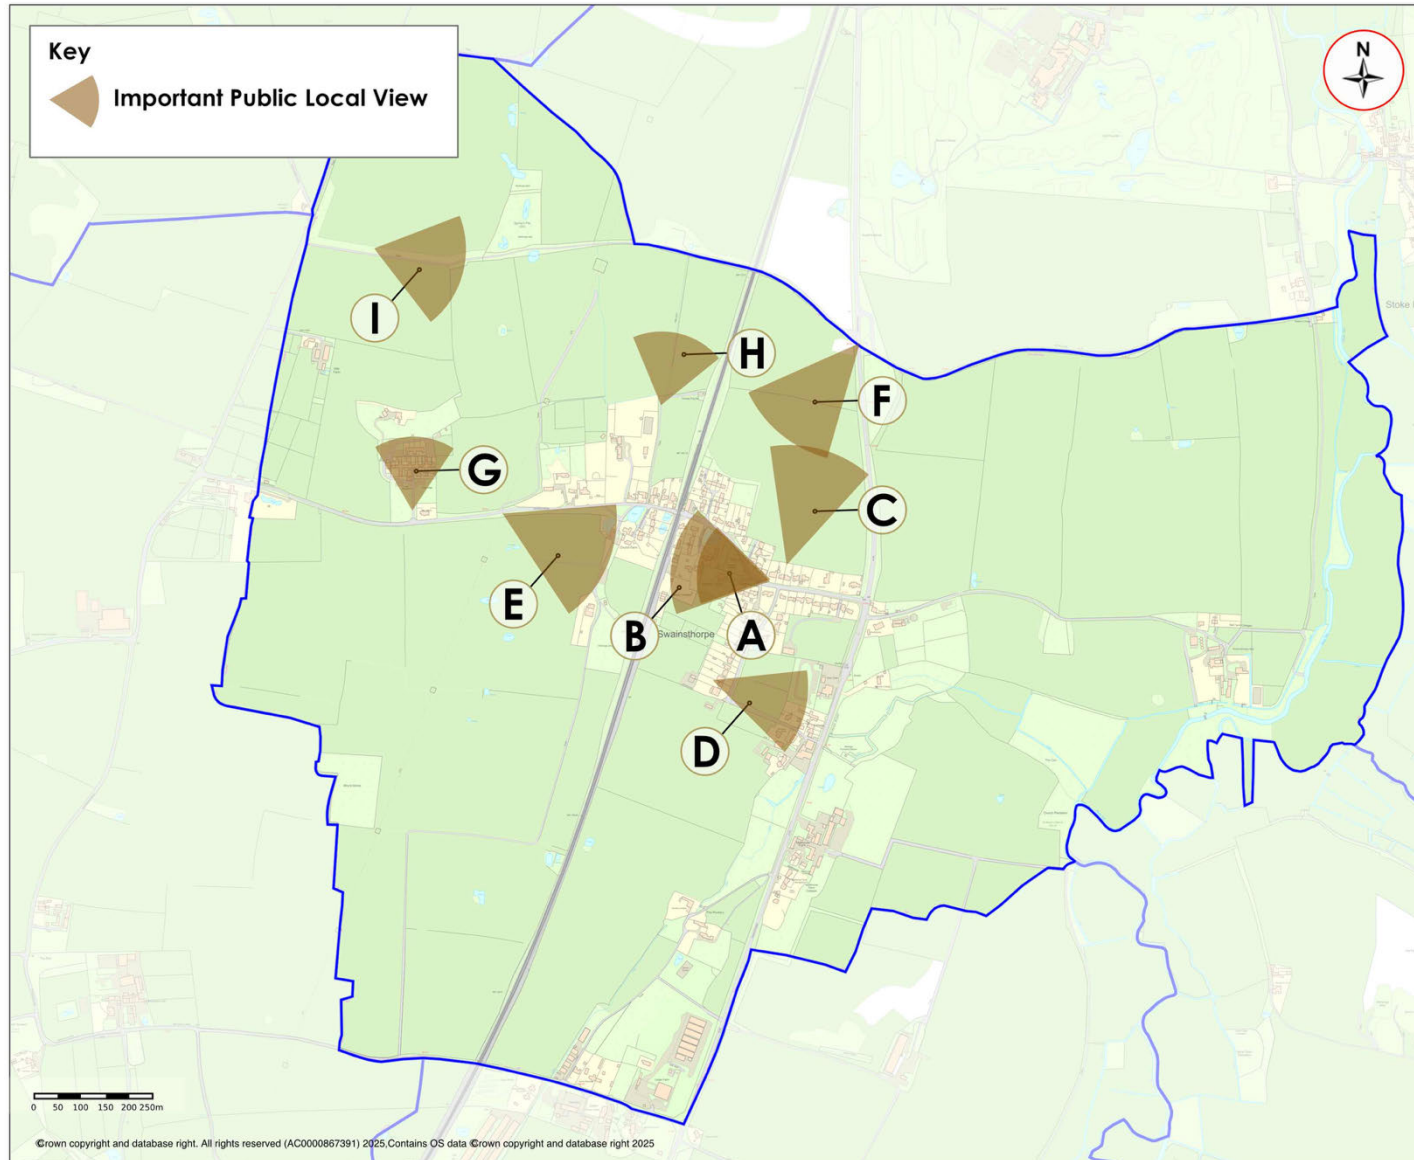 Key
Important Public Local View
N
I
H
F
G
C
E
B
A
Swainsthorpe
D
0 50 100 150 200 250m
©rown copyright and database right. All rights reserved (AC0000867391) 2025,Contains OS data ©rown copyright and database right 2025